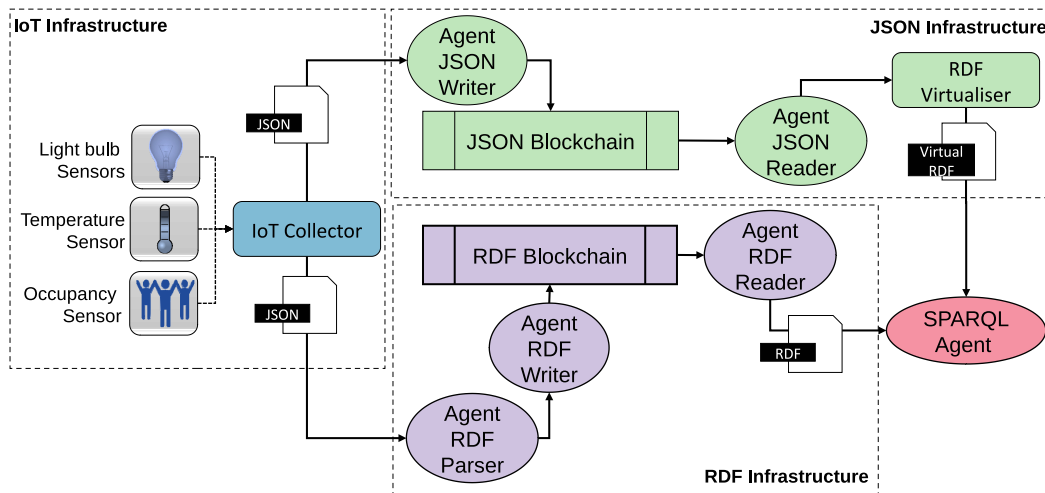 IoT Infrastructure
JSON Infrastructure
Agent
JSON
Writer
RDF
Virtualiser
JSON
JSON Blockchain
Agent
JSON
Reader
Virtual
RDF
Light bulb
Sensors
Temperature
Sensor
IoT Collector
Occupancy
Sensor
JSON
RDF Blockchain
Agent
RDF
Reader
Agent
RDF
Writer
RDF
SPARQL
Agent
Agent
RDF
Parser
RDF Infrastructure